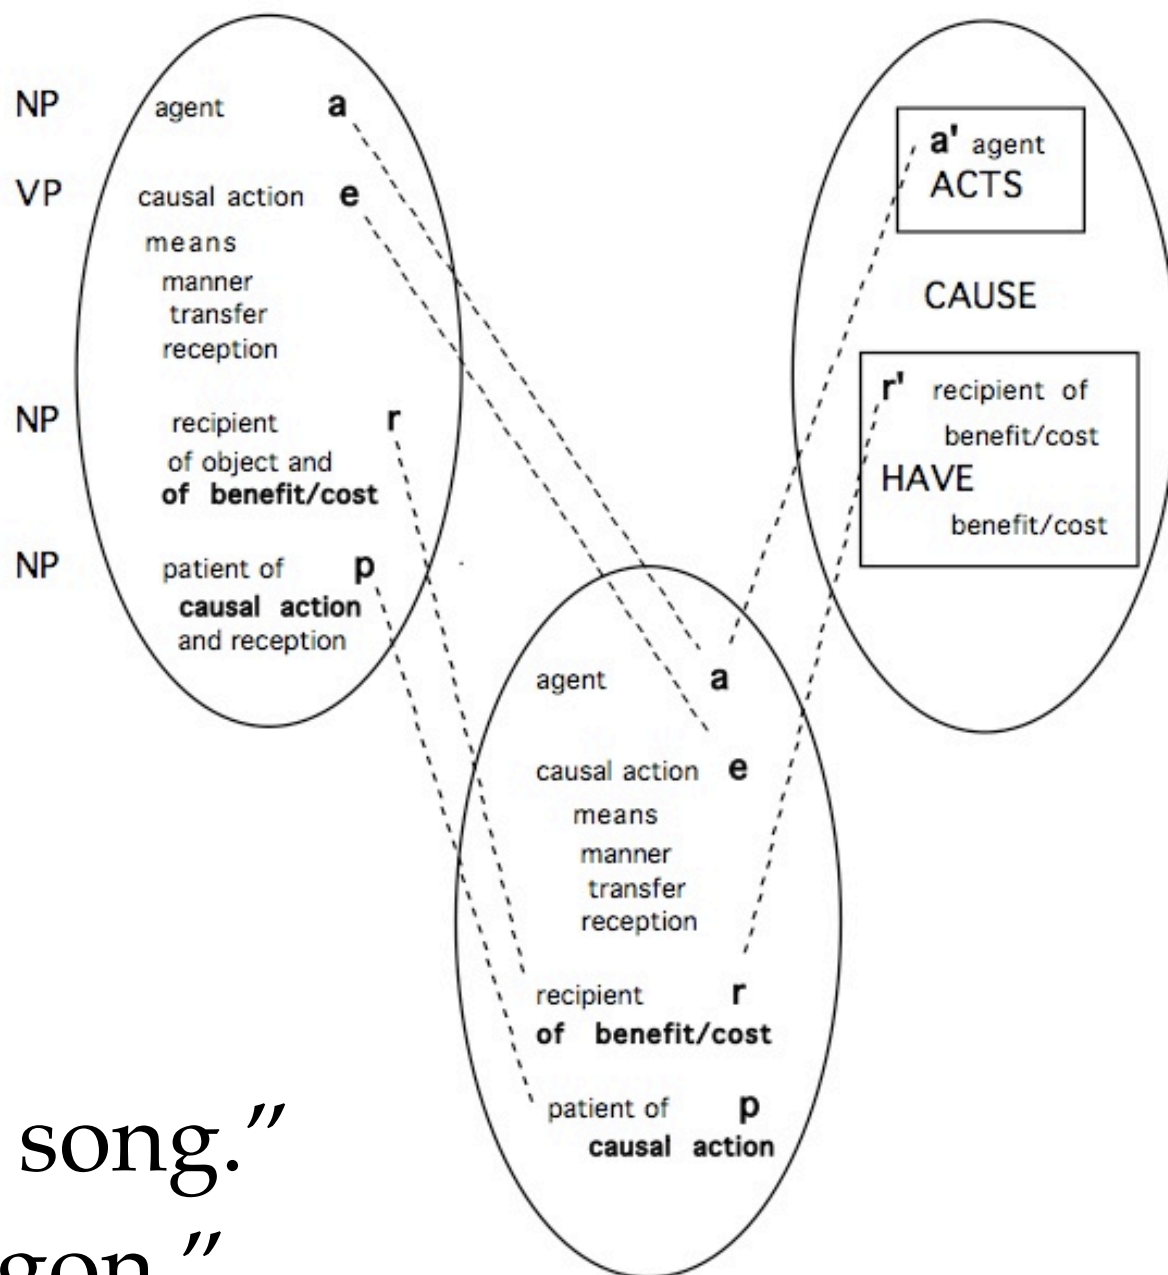 NP agent a
VP causal action e
means
manner
transfer
reception
NP recipient r
of object and
of benefit/cost
NP patient of p
causal action
and reception
a' agent
ACTS
CAUSE
r' recipient of
benefit/cost
HAVE
benefit/cost
agent a
causal action e
means
manner
transfer
reception
recipient r
of benefit/cost
patient of p
causal action
song.”